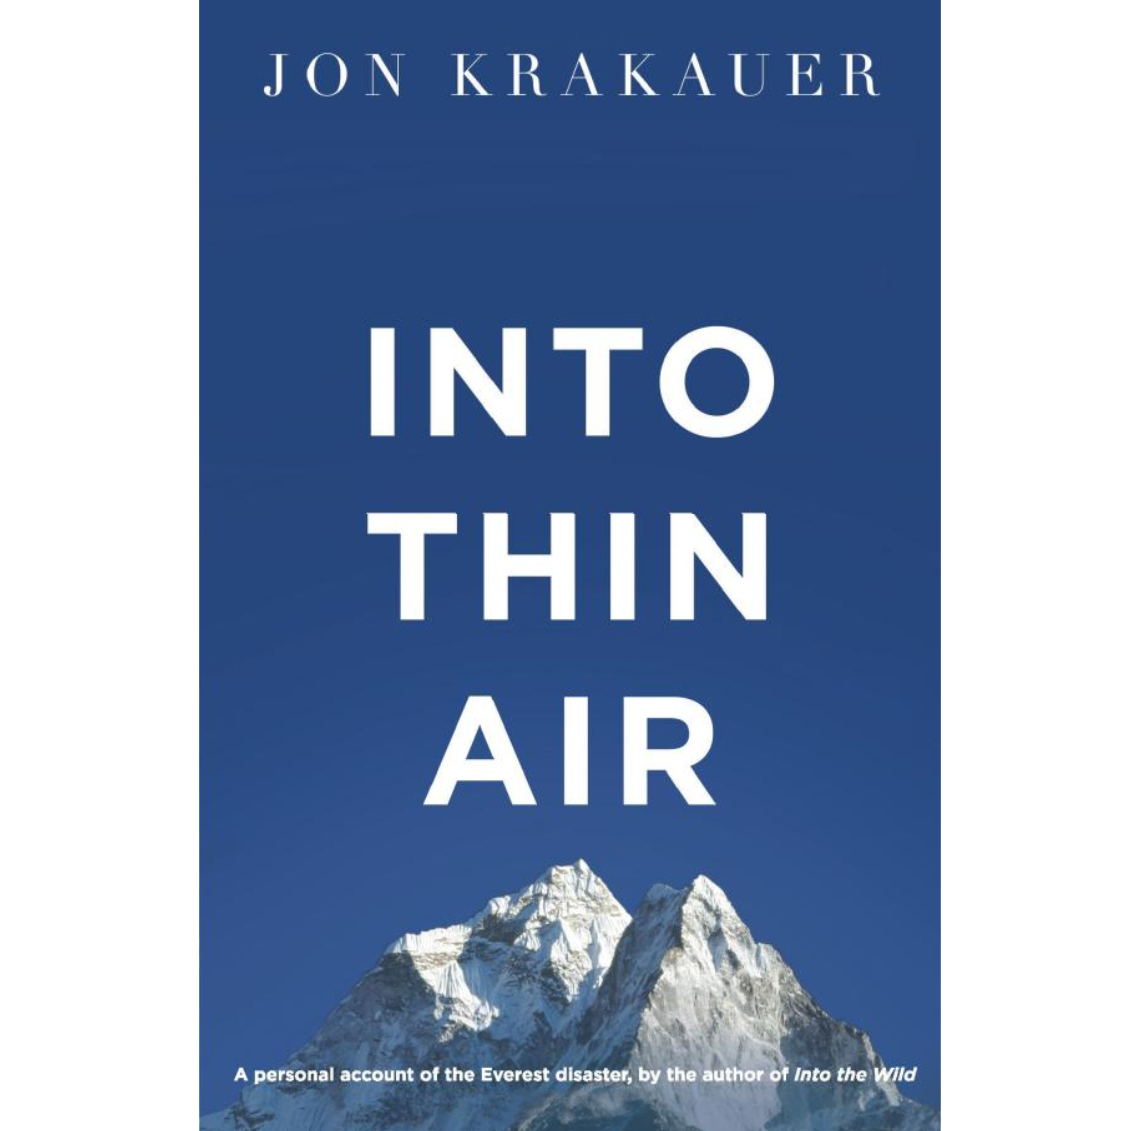 JON KRAKAUER
INTO
THIN
AIR
A personal account of the Everest disaster, by the author of Into the Wild